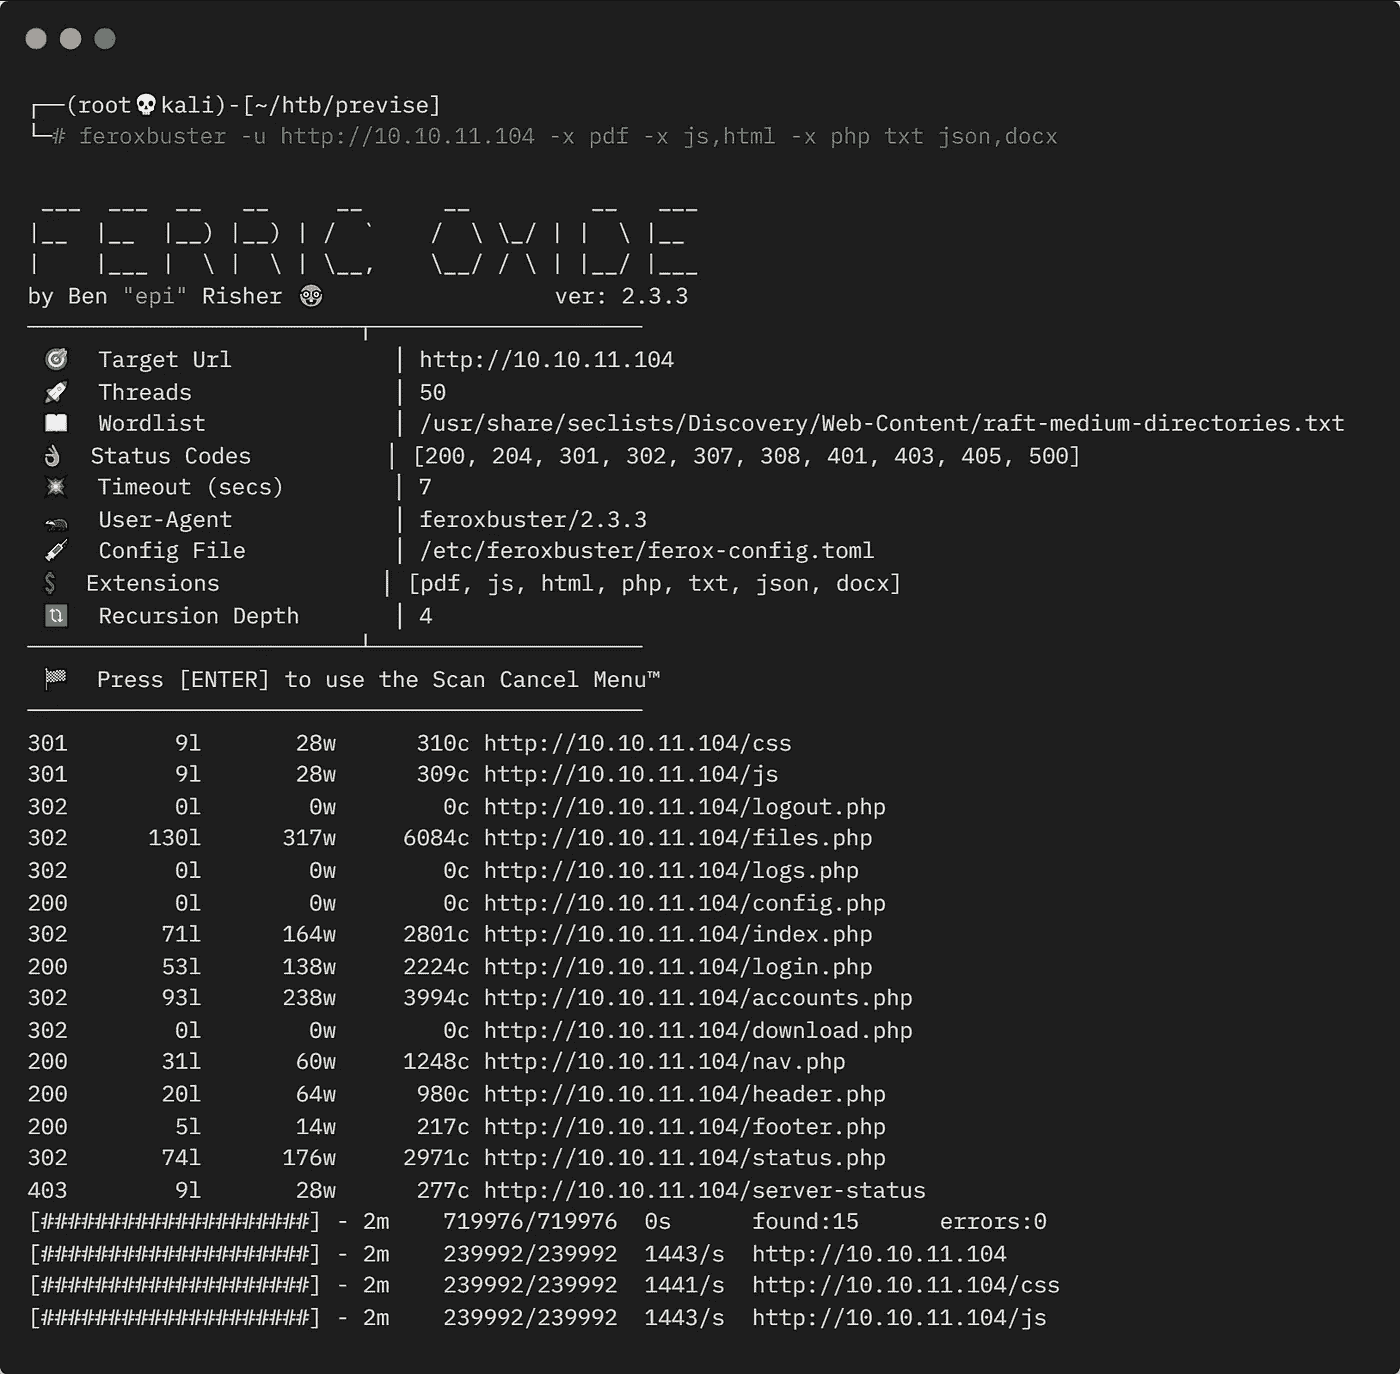 ┌──(root💀kali)-[~/htb/previse]
└─# feroxbuster -u http://10.10.11.104 -x pdf -x js,html -x php txt json,docx
 ___  ___  __   __     __      __         __   ___
|__  |__  |__) |__) | /  `    /  \ \_/ | |  \ |__
|    |___ |  \ |  \ | \__,    \__/ / \ | |__/ |___
by Ben "epi" Risher 🤓                 ver: 2.3.3
───────────────────────────┬──────────────────────
 🎯  Target Url            │ http://10.10.11.104
 🚀  Threads               │ 50
 📖  Wordlist              │ /usr/share/seclists/Discovery/Web-Content/raft-medium-directories.txt
 👌  Status Codes          │ [200, 204, 301, 302, 307, 308, 401, 403, 405, 500]
 💥  Timeout (secs)        │ 7
 🦡  User-Agent            │ feroxbuster/2.3.3
 💉  Config File           │ /etc/feroxbuster/ferox-config.toml
 💲  Extensions            │ [pdf, js, html, php, txt, json, docx]
 🔃  Recursion Depth       │ 4
───────────────────────────┴──────────────────────
 🏁  Press [ENTER] to use the Scan Cancel Menu™
──────────────────────────────────────────────────
301        9l       28w      310c http://10.10.11.104/css
301        9l       28w      309c http://10.10.11.104/js
302        0l        0w        0c http://10.10.11.104/logout.php
302      130l      317w     6084c http://10.10.11.104/files.php
302        0l        0w        0c http://10.10.11.104/logs.php
200        0l        0w        0c http://10.10.11.104/config.php
302       71l      164w     2801c http://10.10.11.104/index.php
200       53l      138w     2224c http://10.10.11.104/login.php
302       93l      238w     3994c http://10.10.11.104/accounts.php
302        0l        0w        0c http://10.10.11.104/download.php
200       31l       60w     1248c http://10.10.11.104/nav.php
200       20l       64w      980c http://10.10.11.104/header.php
200        5l       14w      217c http://10.10.11.104/footer.php
302       74l      176w     2971c http://10.10.11.104/status.php
403        9l       28w      277c http://10.10.11.104/server-status
[####################] - 2m    719976/719976  0s      found:15      errors:0
[####################] - 2m    239992/239992  1443/s  http://10.10.11.104
[####################] - 2m    239992/239992  1441/s  http://10.10.11.104/css
[####################] - 2m    239992/239992  1443/s  http://10.10.11.104/js